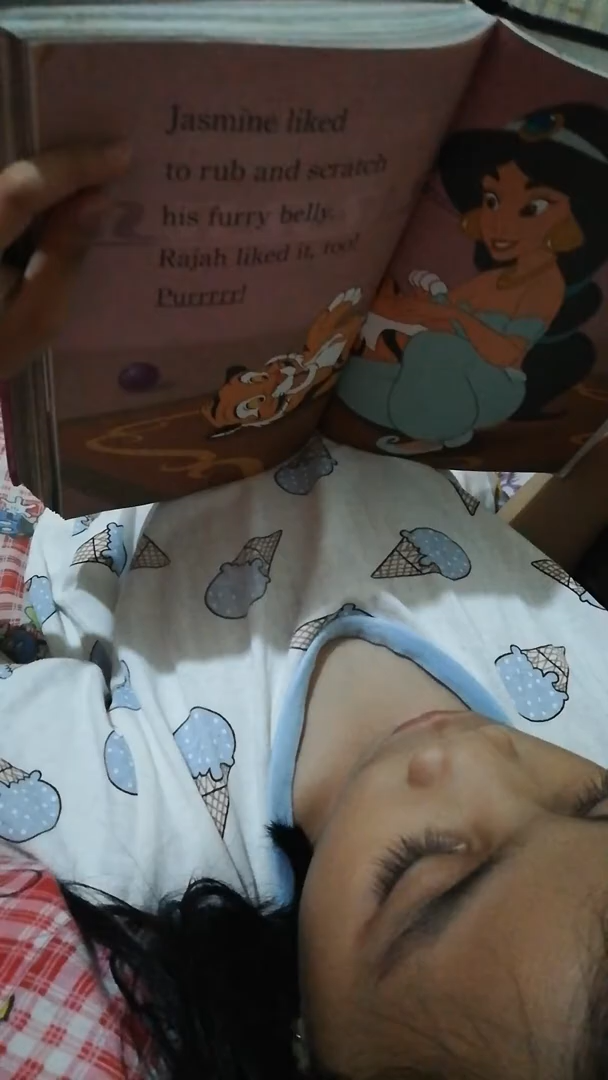 Jasmine liked
to rub and scratch
his furry belly.
Rajah liked it, too!
Purrrrr!